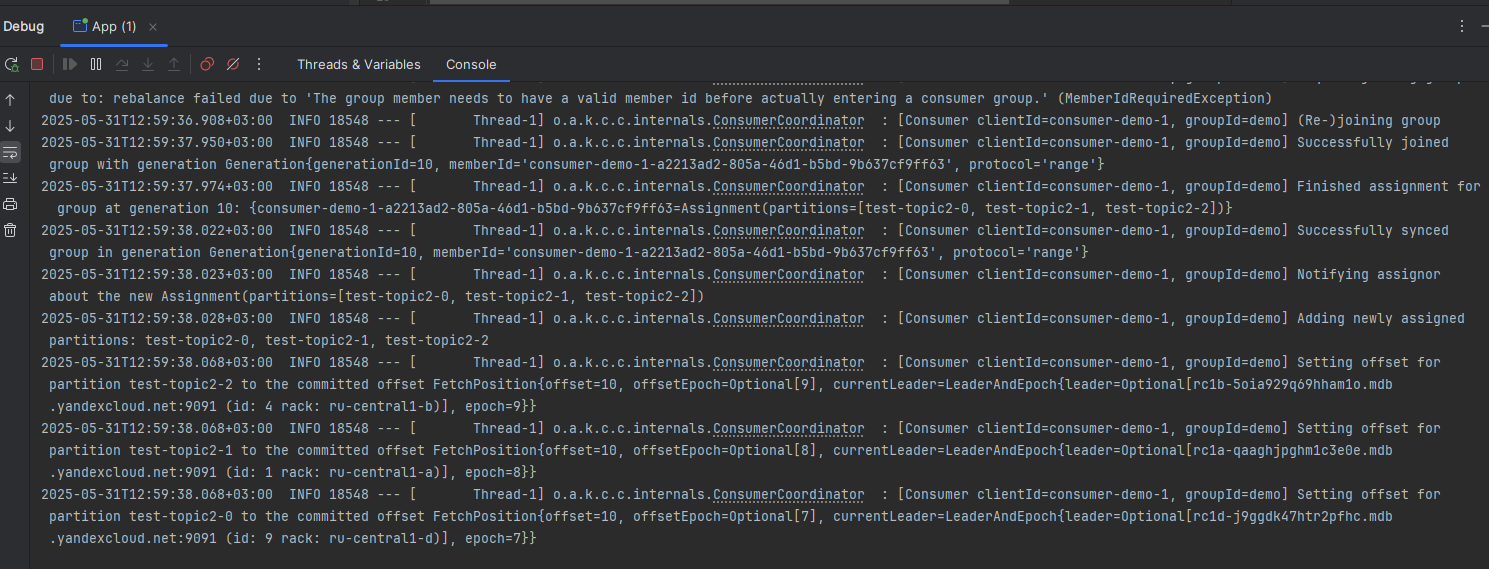 Debug
App (1)
Threads & Variables
Console
due to: rebalance failed due to 'The group member needs to have a valid member id before actually entering a consumer group.' (MemberIdRequiredException)
2025-05-31T12:59:36.908+03:00  INFO 18548 --- [       Thread-1] o.a.k.c.c.internals.ConsumerCoordinator  : [Consumer clientId=consumer-demo-1, groupId=demo] (Re-)joining group
2025-05-31T12:59:37.950+03:00  INFO 18548 --- [       Thread-1] o.a.k.c.c.internals.ConsumerCoordinator  : [Consumer clientId=consumer-demo-1, groupId=demo] Successfully joined
group with generation Generation{generationId=10, memberId='consumer-demo-1-a2213ad2-805a-46d1-b5bd-9b637cf9ff63', protocol='range'}
2025-05-31T12:59:37.974+03:00  INFO 18548 --- [       Thread-1] o.a.k.c.c.internals.ConsumerCoordinator  : [Consumer clientId=consumer-demo-1, groupId=demo] Finished assignment for
group at generation 10: {consumer-demo-1-a2213ad2-805a-46d1-b5bd-9b637cf9ff63=Assignment(partitions=[test-topic2-0, test-topic2-1, test-topic2-2])}
2025-05-31T12:59:38.022+03:00  INFO 18548 --- [       Thread-1] o.a.k.c.c.internals.ConsumerCoordinator  : [Consumer clientId=consumer-demo-1, groupId=demo] Successfully synced
group in generation Generation{generationId=10, memberId='consumer-demo-1-a2213ad2-805a-46d1-b5bd-9b637cf9ff63', protocol='range'}
2025-05-31T12:59:38.023+03:00  INFO 18548 --- [       Thread-1] o.a.k.c.c.internals.ConsumerCoordinator  : [Consumer clientId=consumer-demo-1, groupId=demo] Notifying assignor
about the new Assignment(partitions=[test-topic2-0, test-topic2-1, test-topic2-2])
2025-05-31T12:59:38.028+03:00  INFO 18548 --- [       Thread-1] o.a.k.c.c.internals.ConsumerCoordinator  : [Consumer clientId=consumer-demo-1, groupId=demo] Adding newly assigned
partitions: test-topic2-0, test-topic2-1, test-topic2-2
2025-05-31T12:59:38.068+03:00  INFO 18548 --- [       Thread-1] o.a.k.c.c.internals.ConsumerCoordinator  : [Consumer clientId=consumer-demo-1, groupId=demo] Setting offset for
partition test-topic2-2 to the committed offset FetchPosition{offset=10, offsetEpoch=Optional[9], currentLeader=LeaderAndEpoch{leader=Optional[rc1b-5oia929q69hham1o.mdb
.yandexcloud.net:9091 (id: 4 rack: ru-central1-b)], epoch=9}}
2025-05-31T12:59:38.068+03:00  INFO 18548 --- [       Thread-1] o.a.k.c.c.internals.ConsumerCoordinator  : [Consumer clientId=consumer-demo-1, groupId=demo] Setting offset for
partition test-topic2-1 to the committed offset FetchPosition{offset=10, offsetEpoch=Optional[8], currentLeader=LeaderAndEpoch{leader=Optional[rc1a-qaaghjpghm1c3e0e.mdb
.yandexcloud.net:9091 (id: 1 rack: ru-central1-a)], epoch=8}}
2025-05-31T12:59:38.068+03:00  INFO 18548 --- [       Thread-1] o.a.k.c.c.internals.ConsumerCoordinator  : [Consumer clientId=consumer-demo-1, groupId=demo] Setting offset for
partition test-topic2-0 to the committed offset FetchPosition{offset=10, offsetEpoch=Optional[7], currentLeader=LeaderAndEpoch{leader=Optional[rc1d-j9ggdk47htr2pfhc.mdb
.yandexcloud.net:9091 (id: 9 rack: ru-central1-d)], epoch=7}}